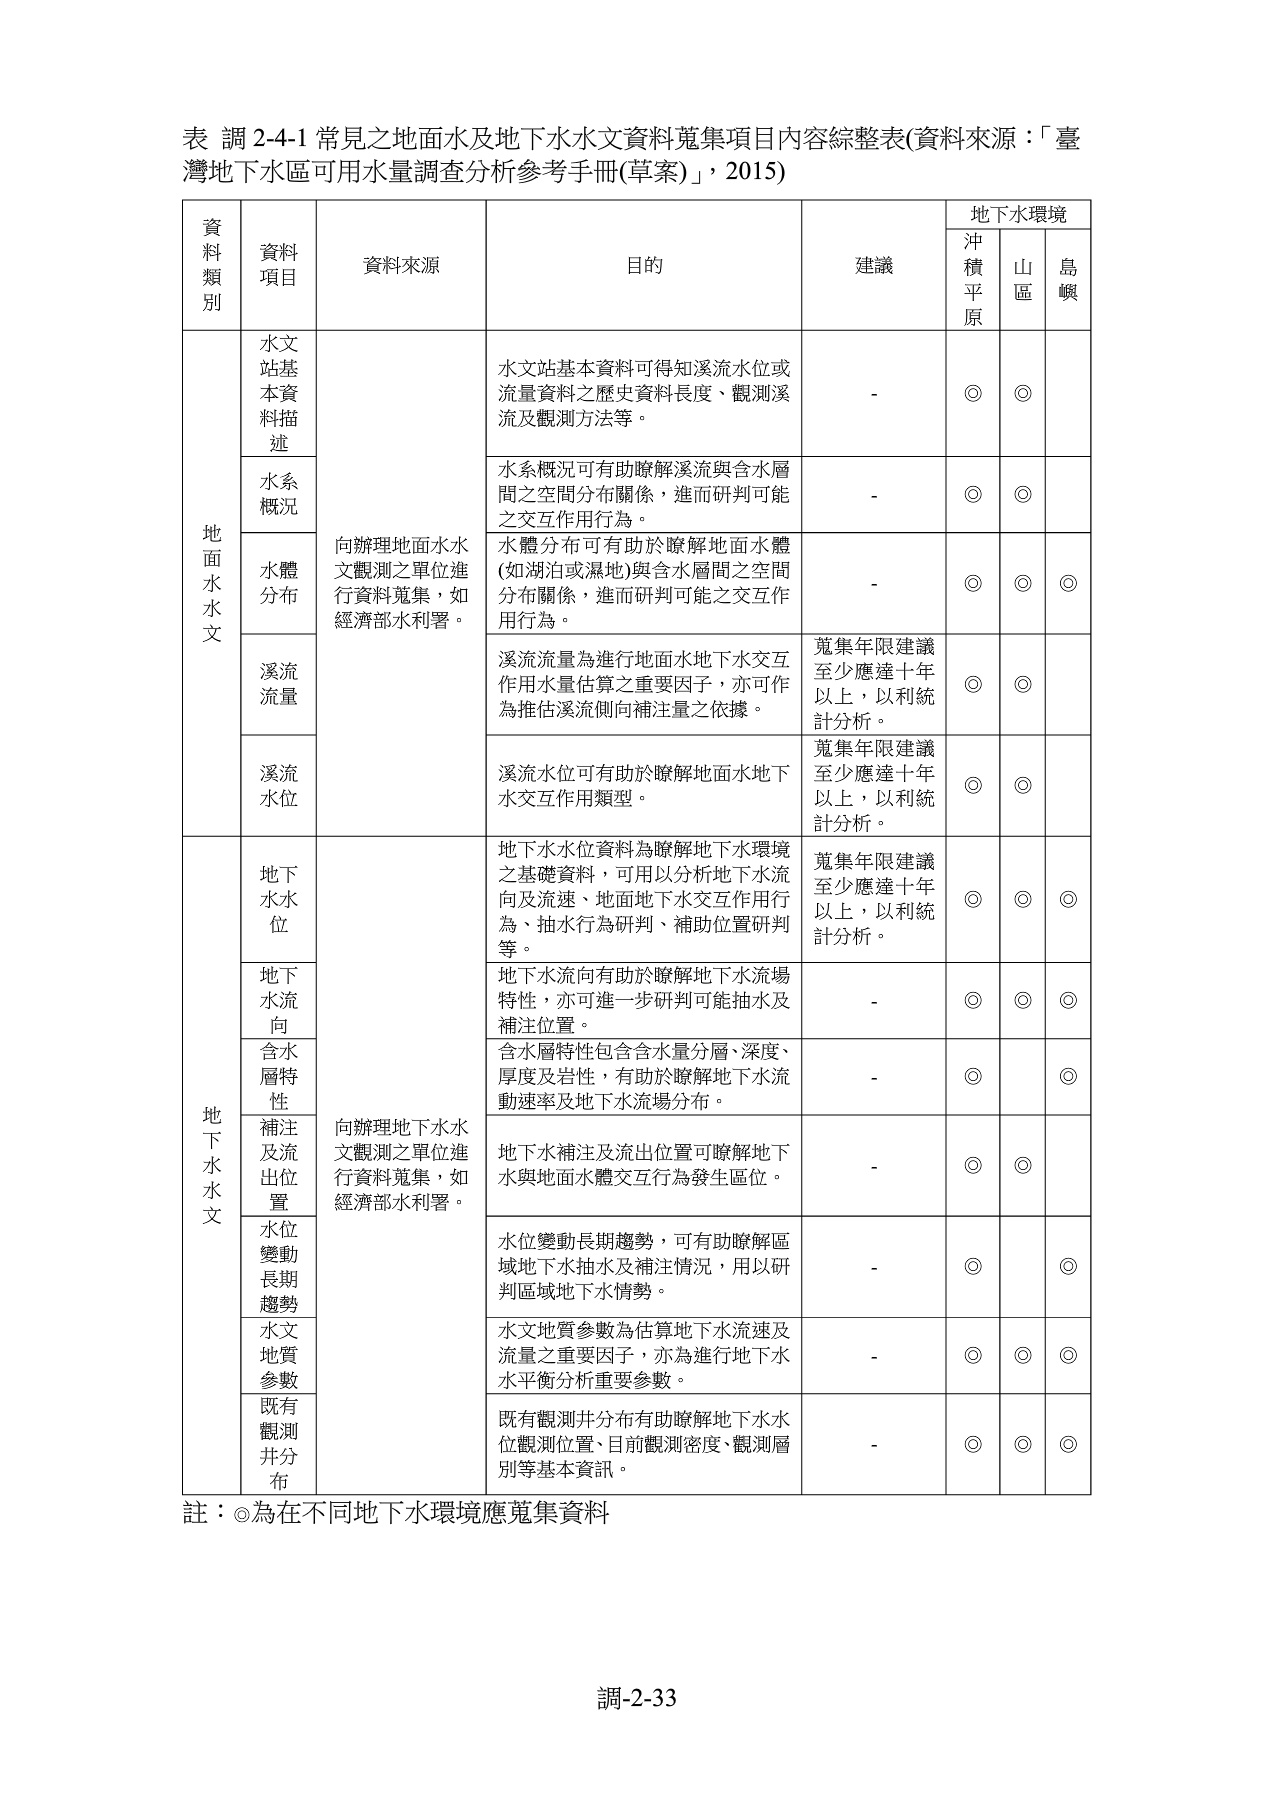 表 調 2-4-1 常見之地面水及地下水水文資料蒐集項目內容綜整表(資料來源：「臺
灣地下水區可用水量調查分析參考手冊(草案)」，2015)
資
料
類
別
資料
項目
資料來源
目的
建議
地下水環境
沖
積
平
原
山
區
島
嶼
地
面
水
水
文
水文
站基
本資
料描
述
向辦理地面水水
文觀測之單位進
行資料蒐集，如
經濟部水利署。
水文站基本資料可得知溪流水位或
流量資料之歷史資料長度、觀測溪
流及觀測方法等。
- ◎ ◎
水系
概況
水系概況可有助瞭解溪流與含水層
間之空間分布關係，進而研判可能
之交互作用行為。
- ◎ ◎
水體
分布
水體分布可有助於瞭解地面水體
(如湖泊或濕地)與含水層間之空間
分布關係，進而研判可能之交互作
用行為。
- ◎ ◎ ◎
溪流
流量
溪流流量為進行地面水地下水交互
作用水量估算之重要因子，亦可作
為推估溪流側向補注量之依據。
蒐集年限建議
至少應達十年
以上，以利統
計分析。
◎ ◎
溪流
水位
溪流水位可有助於瞭解地面水地下
水交互作用類型。
蒐集年限建議
至少應達十年
以上，以利統
計分析。
◎ ◎
地
下
水
水
文
地下
水水
位
向辦理地下水水
文觀測之單位進
行資料蒐集，如
經濟部水利署。
地下水水位資料為瞭解地下水環境
之基礎資料，可用以分析地下水流
向及流速、地面地下水交互作用行
為、抽水行為研判、補助位置研判
等。
蒐集年限建議
至少應達十年
以上，以利統
計分析。
◎ ◎ ◎
地下
水流
向
地下水流向有助於瞭解地下水流場
特性，亦可進一步研判可能抽水及
補注位置。
- ◎ ◎ ◎
含水
層特
性
含水層特性包含含水量分層、深度、
厚度及岩性，有助於瞭解地下水流
動速率及地下水流場分布。
- ◎ ◎
補注
及流
出位
置
地下水補注及流出位置可瞭解地下
水與地面水體交互行為發生區位。
- ◎ ◎
水位
變動
長期
趨勢
水位變動長期趨勢，可有助瞭解區
域地下水抽水及補注情況，用以研
判區域地下水情勢。
- ◎ ◎
水文
地質
參數
水文地質參數為估算地下水流速及
流量之重要因子，亦為進行地下水
水平衡分析重要參數。
- ◎ ◎ ◎
既有
觀測
井分
布
既有觀測井分布有助瞭解地下水水
位觀測位置、目前觀測密度、觀測層
別等基本資訊。
- ◎ ◎ ◎
註：◎為在不同地下水環境應蒐集資料
調-2-33